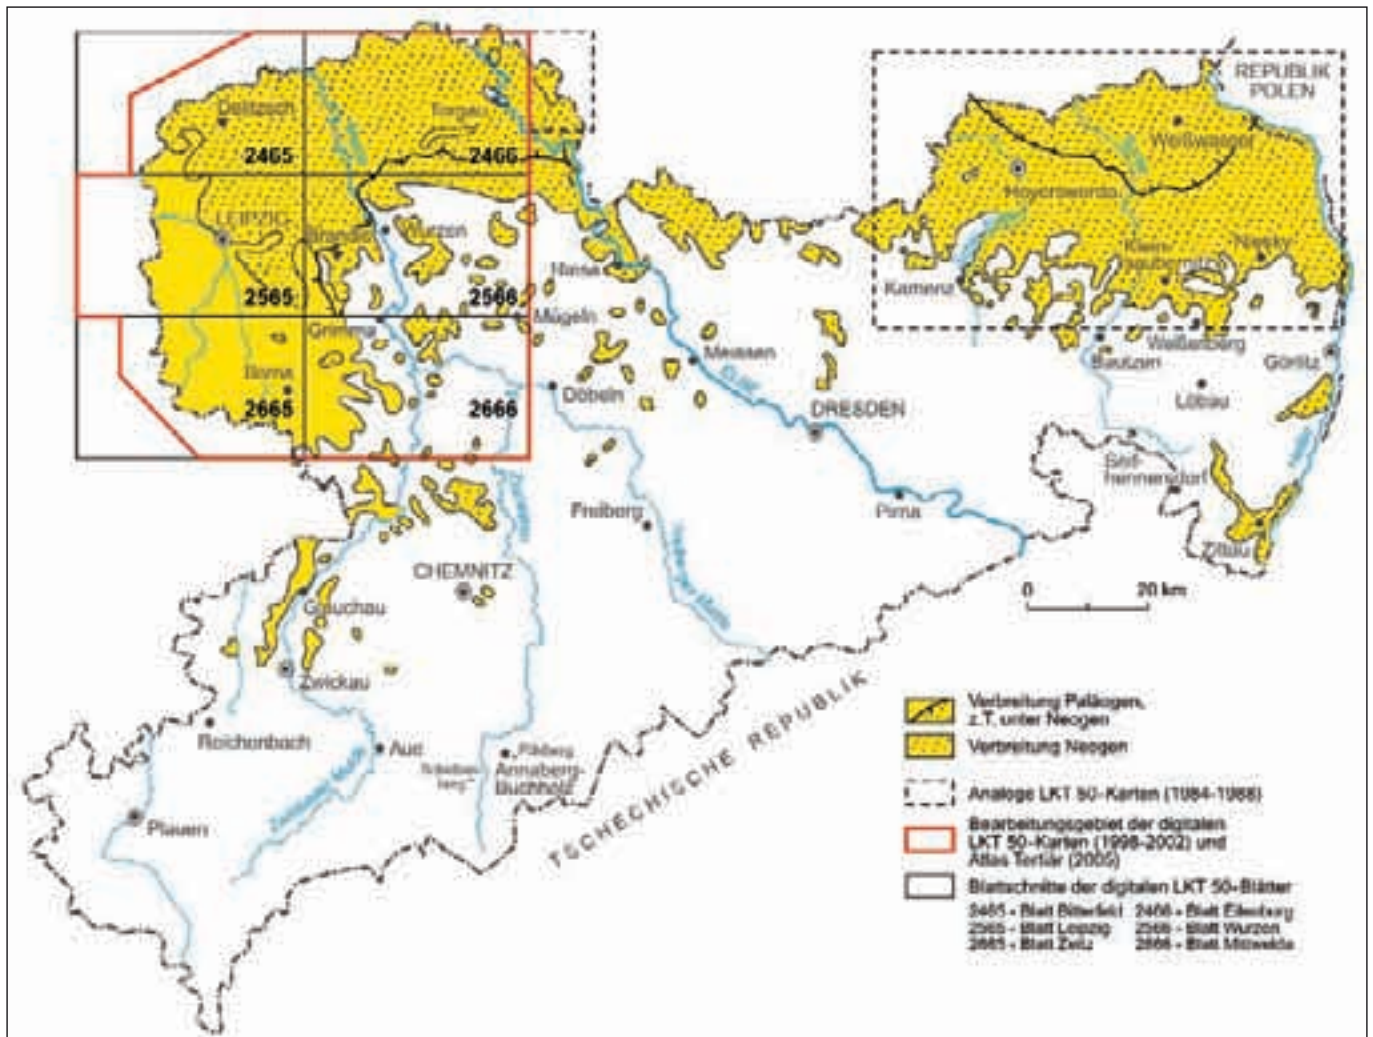 REPUBLIK
POLEN
Delitzsch
Torgau
2465
2466
Weißwasser
Hoyerswerda
LEIPZIG
Brandis
Wurzen
Klein-
saubernitz
Niesky
Riesa
Kamenz
2565
2566
Grimma
Mügeln
Meissen
Weißenberg
Bautzen
Görlitz
Borna
2665
2666
Döbeln
Elbe
DRESDEN
Löbau
Seif-
hennersdorf
Freiberg
Pirna
Zittau
CHEMNITZ
0 20 km
Glauchau
Zwickau
Reichenbach
Aue
Pöhlberg
Scheiben-
berg
Annaberg-
Buchholz
Plauen
TSCHECHISCHE REPUBLIK
Verbreitung Paläogen,
z.T. unter Neogen
Verbreitung Neogen
Analoge LKT 50-Karten (1984-1988)
Bearbeitungsgebiet der digitalen
LKT 50-Karten (1998-2002) und
Atlas Tertiär (2005)
Blattschnitte der digitalen LKT 50-Blätter
2465 - Blatt Bitterfeld 2466 - Blatt Eilenburg
2565 - Blatt Leipzig 2566 - Blatt Wurzen
2665 - Blatt Zeitz 2666 - Blatt Mittweida